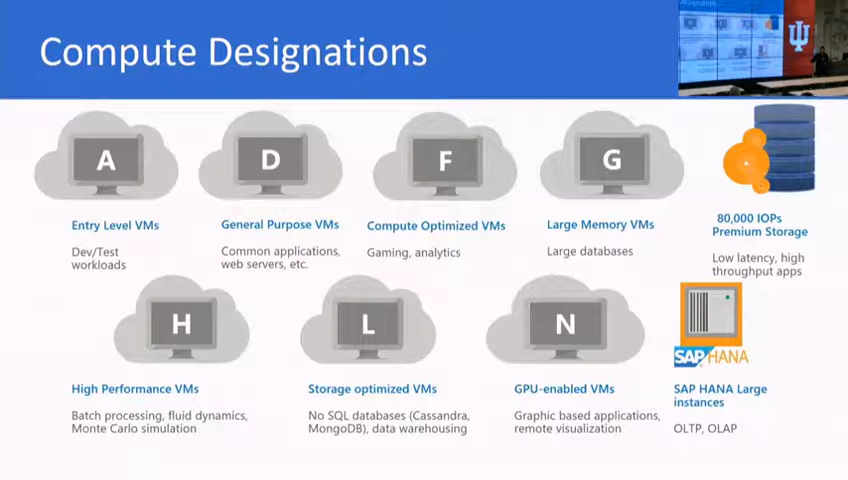 Compute Designations
A
D
F
G
Entry Level VMs
Dev/Test
workloads
General Purpose VMs
Common applications,
web servers, etc.
Compute Optimized VMs
Gaming, analytics
Large Memory VMs
Large databases
80,000 IOPs
Premium Storage
Low latency, high
throughput apps
H
L
N
SAP HANA
High Performance VMs
Batch processing, fluid dynamics,
Monte Carlo simulation
Storage optimized VMs
No SQL databases (Cassandra,
MongoDB), data warehousing
GPU-enabled VMs
Graphic based applications,
remote visualization
SAP HANA Large
instances
OLTP, OLAP